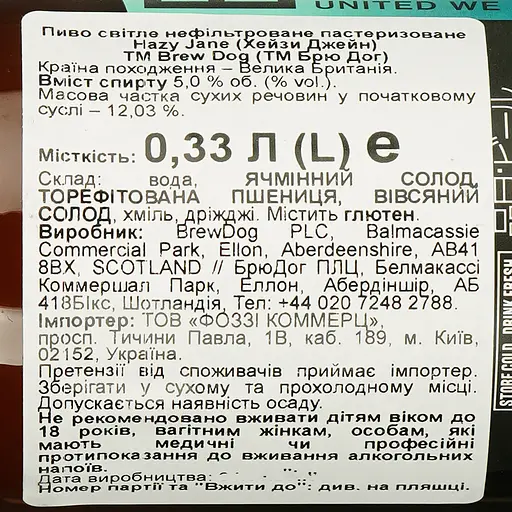 UNITED WE
Пиво світле нефільтроване пастеризоване
Hazy Jane (Хейзи Джейн)
ТМ Brew Dog (ТМ Брю Дог)
Країна походження – Велика Британія.
Вміст спирту 5,0 % об. (% vol.).
Масова частка сухих речовин у початковому
суслі – 12,03 %.
Місткість: 0,33 Л (L) e
Склад: вода, ЯЧМІННИЙ СОЛОД,
ТОРЕФІТОВАНА ПШЕНИЦЯ, ВІВСЯНИЙ
СОЛОД, хміль, дріжджі. Містить глютен.
Виробник: BrewDog PLC, Balmacassie
Commercial Park, Ellon, Aberdeenshire, AB41
8BX, SCOTLAND // БрюДог ПЛЦ, Белмакассі
Коммершал Парк, Еллон, Абердіншір, АБ
418БІкс, Шотландія, Тел: +44 020 7248 2788.
Імпортер: ТОВ «ФОЗЗІ КОММЕРЦ»,
просп. Тичини Павла, 1В, каб. 189, м. Київ,
02152, Україна.
Претензії від споживачів приймає імпортер.
Зберігати у сухому та прохолодному місці.
Допускається наявність осаду.
Не рекомендовано вживати дітям віком до
18 років, вагітним жінкам, особам, які
мають медичні чи професійні
протипоказання до вживання алкогольних
напоїв.
Дата виробництва:
Номер партії та "Вжити до": див. на пляшці.
STORE COLD. DRINK FRESH